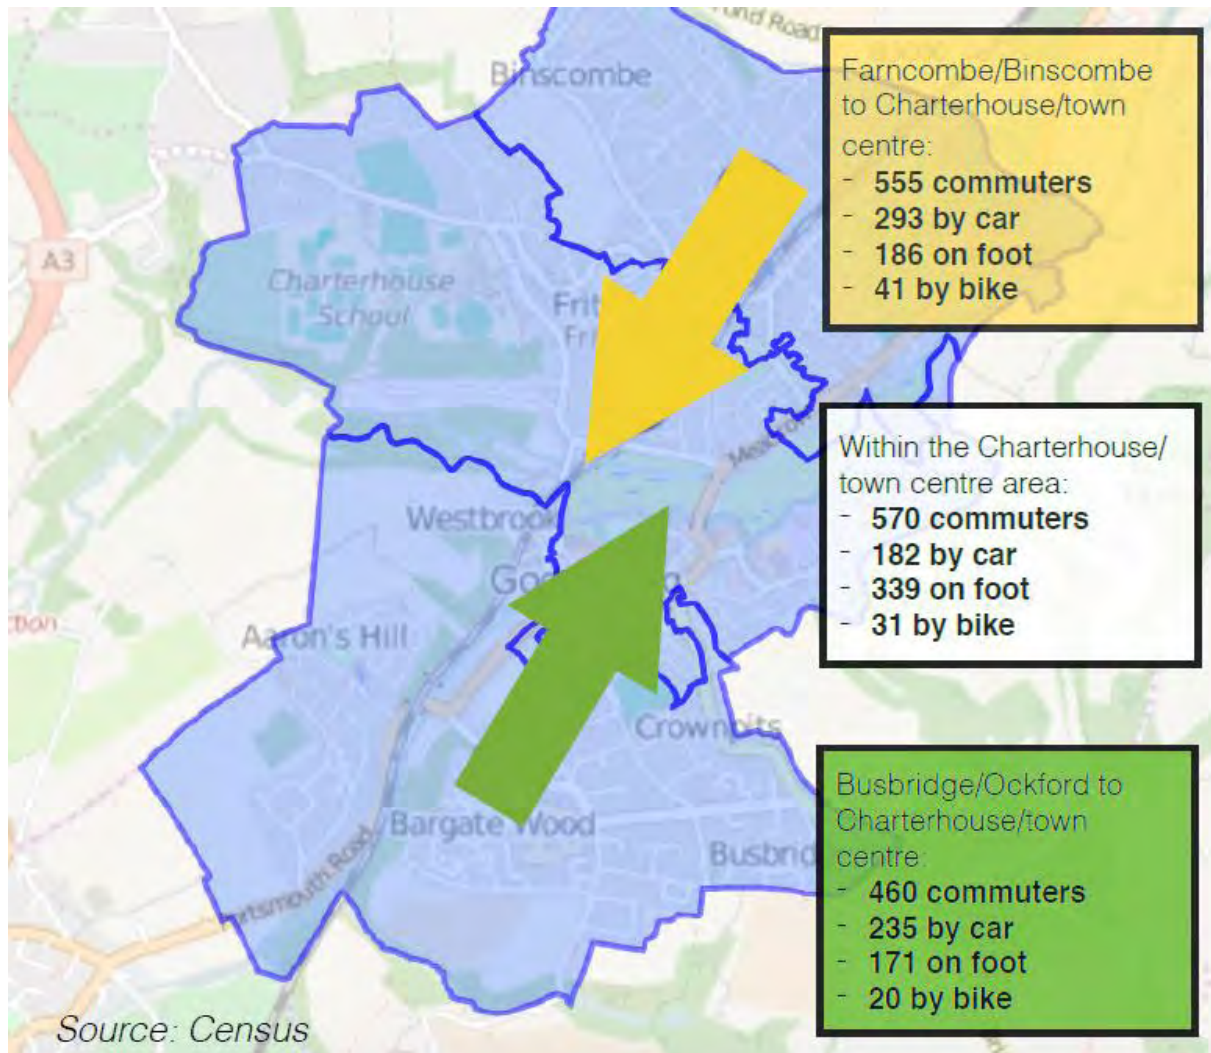 Binscombe
Road
Farncombe/Binscombe
to Charterhouse/town
centre:
- 555 commuters
- 293 by car
- 186 on foot
- 41 by bike
A3
Charterhouse
School
Within the Charterhouse/
town centre area:
- 570 commuters
- 182 by car
- 339 on foot
- 31 by bike
Westbrook
Aaron's Hill
Crownpits
Bargate Wood
Portsmouth Road
Busbridge/Ockford to
Charterhouse/town
centre:
- 460 commuters
- 235 by car
- 171 on foot
- 20 by bike
Source: Census